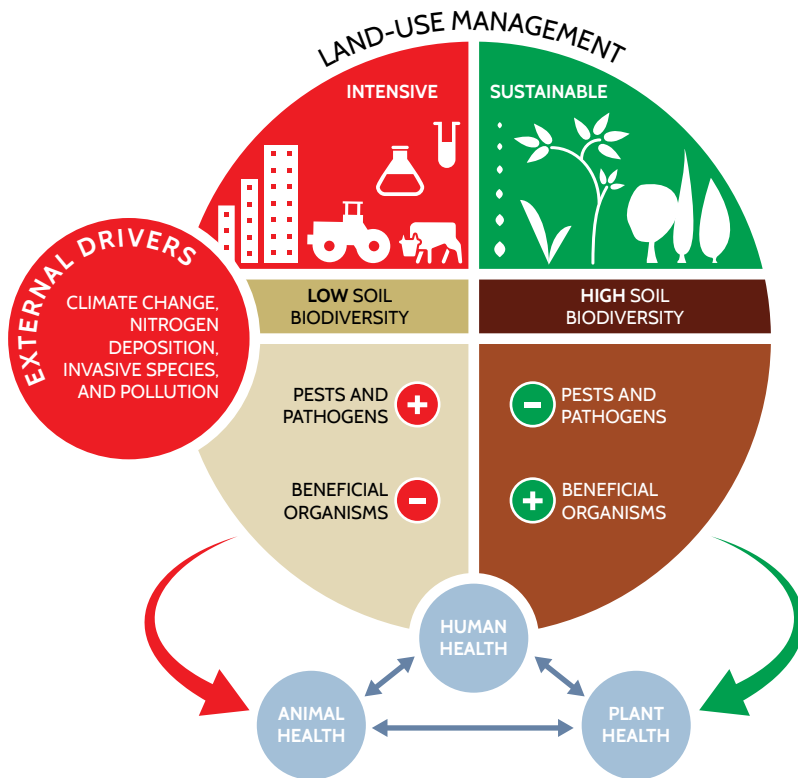 LAND-USE MANAGEMENT
INTENSIVE
SUSTAINABLE
EXTERNAL DRIVERS
CLIMATE CHANGE,
NITROGEN
DEPOSITION,
INVASIVE SPECIES,
AND POLLUTION
LOW SOIL
BIODIVERSITY
HIGH SOIL
BIODIVERSITY
PESTS AND
PATHOGENS
+
-
PESTS AND
PATHOGENS
BENEFICIAL
ORGANISMS
-
+
BENEFICIAL
ORGANISMS
HUMAN
HEALTH
ANIMAL
HEALTH
PLANT
HEALTH